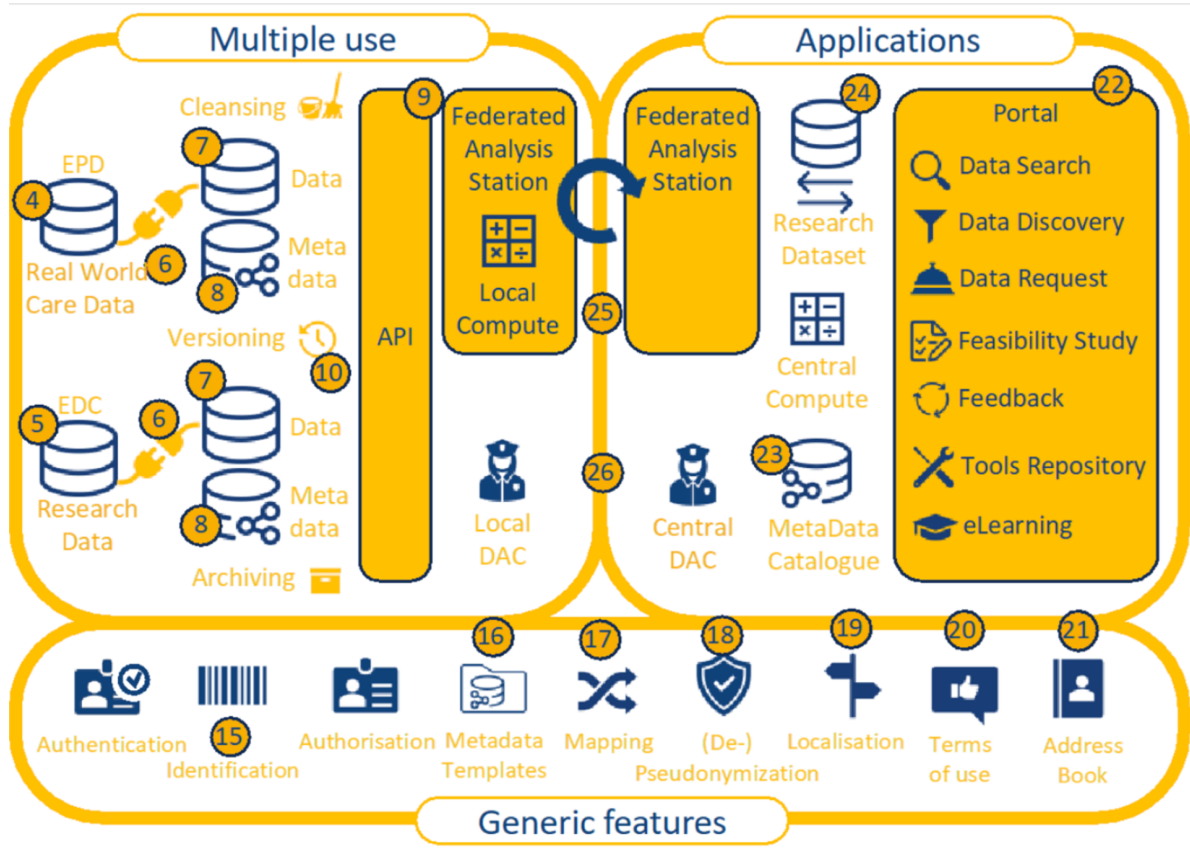 Multiple use
Cleansing
EPD
4
7
Data
6
Meta
data
8
Real World
Care Data
Versioning
10
EDC
5
7
6
Data
Research
Data
Meta
data
8
Archiving
API
9
Federated
Analysis
Station
Local
Compute
Local
DAC
25
26
Applications
Federated
Analysis
Station
24
Research
Dataset
Central
Compute
Central
DAC
23
MetaData
Catalogue
22
Portal
Data Search
Data Discovery
Data Request
Feasibility Study
Feedback
Tools Repository
eLearning
Authentication
15
Identification
Authorisation
16
Metadata
Templates
17
Mapping
18
(De-)
Pseudonymization
19
Localisation
20
Terms
of use
21
Address
Book
Generic features